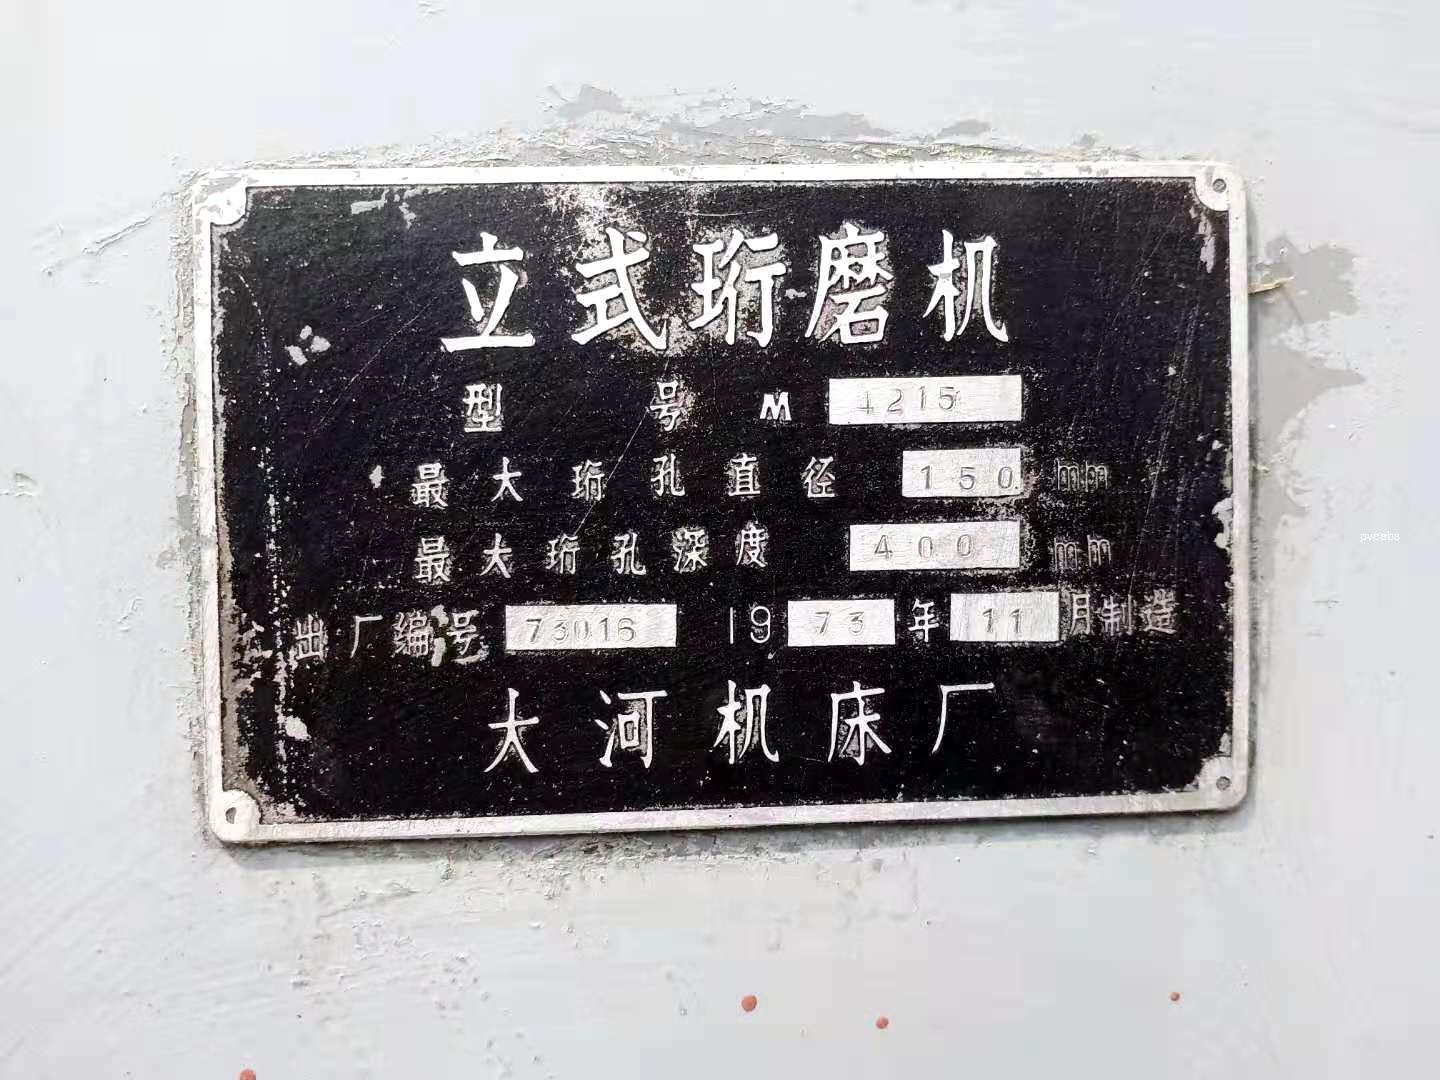 立式珩磨机
型号 M 4215
最大珩孔直径 150 mm
最大珩孔深度 400 mm
出厂编号 73016 1973年11月制造
大河机床厂
pvcabs